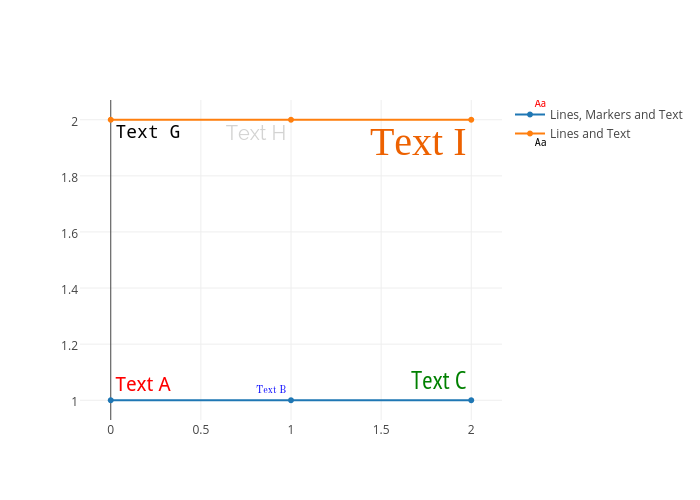 Aa
Lines, Markers and Text
Lines and Text
Aa
2
Text G
Text H
Text I
1.8
1.6
1.4
1.2
1
Text A
Text B
Text C
0
0.5
1
1.5
2